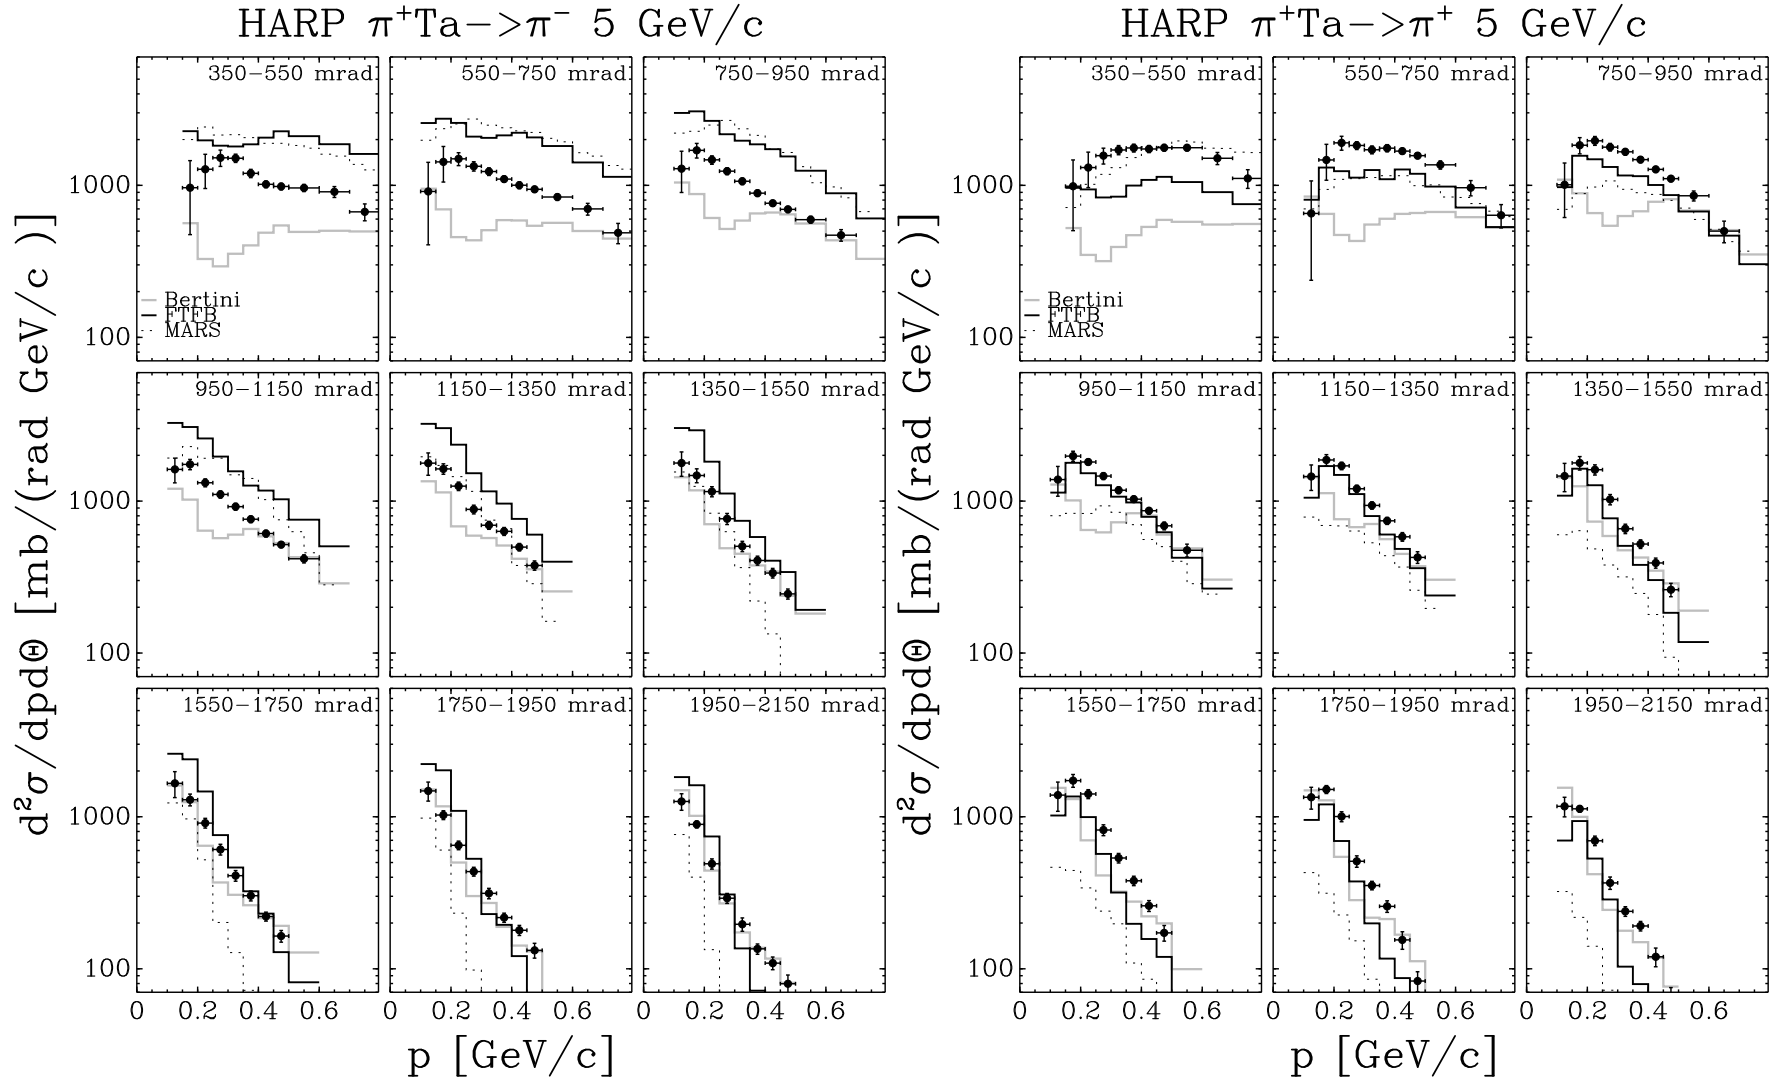 HARP π⁺Ta->π⁻ 5 GeV/c
350-550 mrad
550-750 mrad
750-950 mrad
1000
100
Bertini
FTFB
MARS
950-1150 mrad
1150-1350 mrad
1350-1550 mrad
1000
100
1550-1750 mrad
1750-1950 mrad
1950-2150 mrad
1000
100
0 0.2 0.4 0.6 0 0.2 0.4 0.6 0 0.2 0.4 0.6
d²σ/dpdΘ [mb/(rad GeV/c )]
p [GeV/c]
HARP π⁺Ta->π⁺ 5 GeV/c
350-550 mrad
550-750 mrad
750-950 mrad
1000
100
Bertini
FTFB
MARS
950-1150 mrad
1150-1350 mrad
1350-1550 mrad
1000
100
1550-1750 mrad
1750-1950 mrad
1950-2150 mrad
1000
100
0 0.2 0.4 0.6 0 0.2 0.4 0.6 0 0.2 0.4 0.6
d²σ/dpdΘ [mb/(rad GeV/c )]
p [GeV/c]